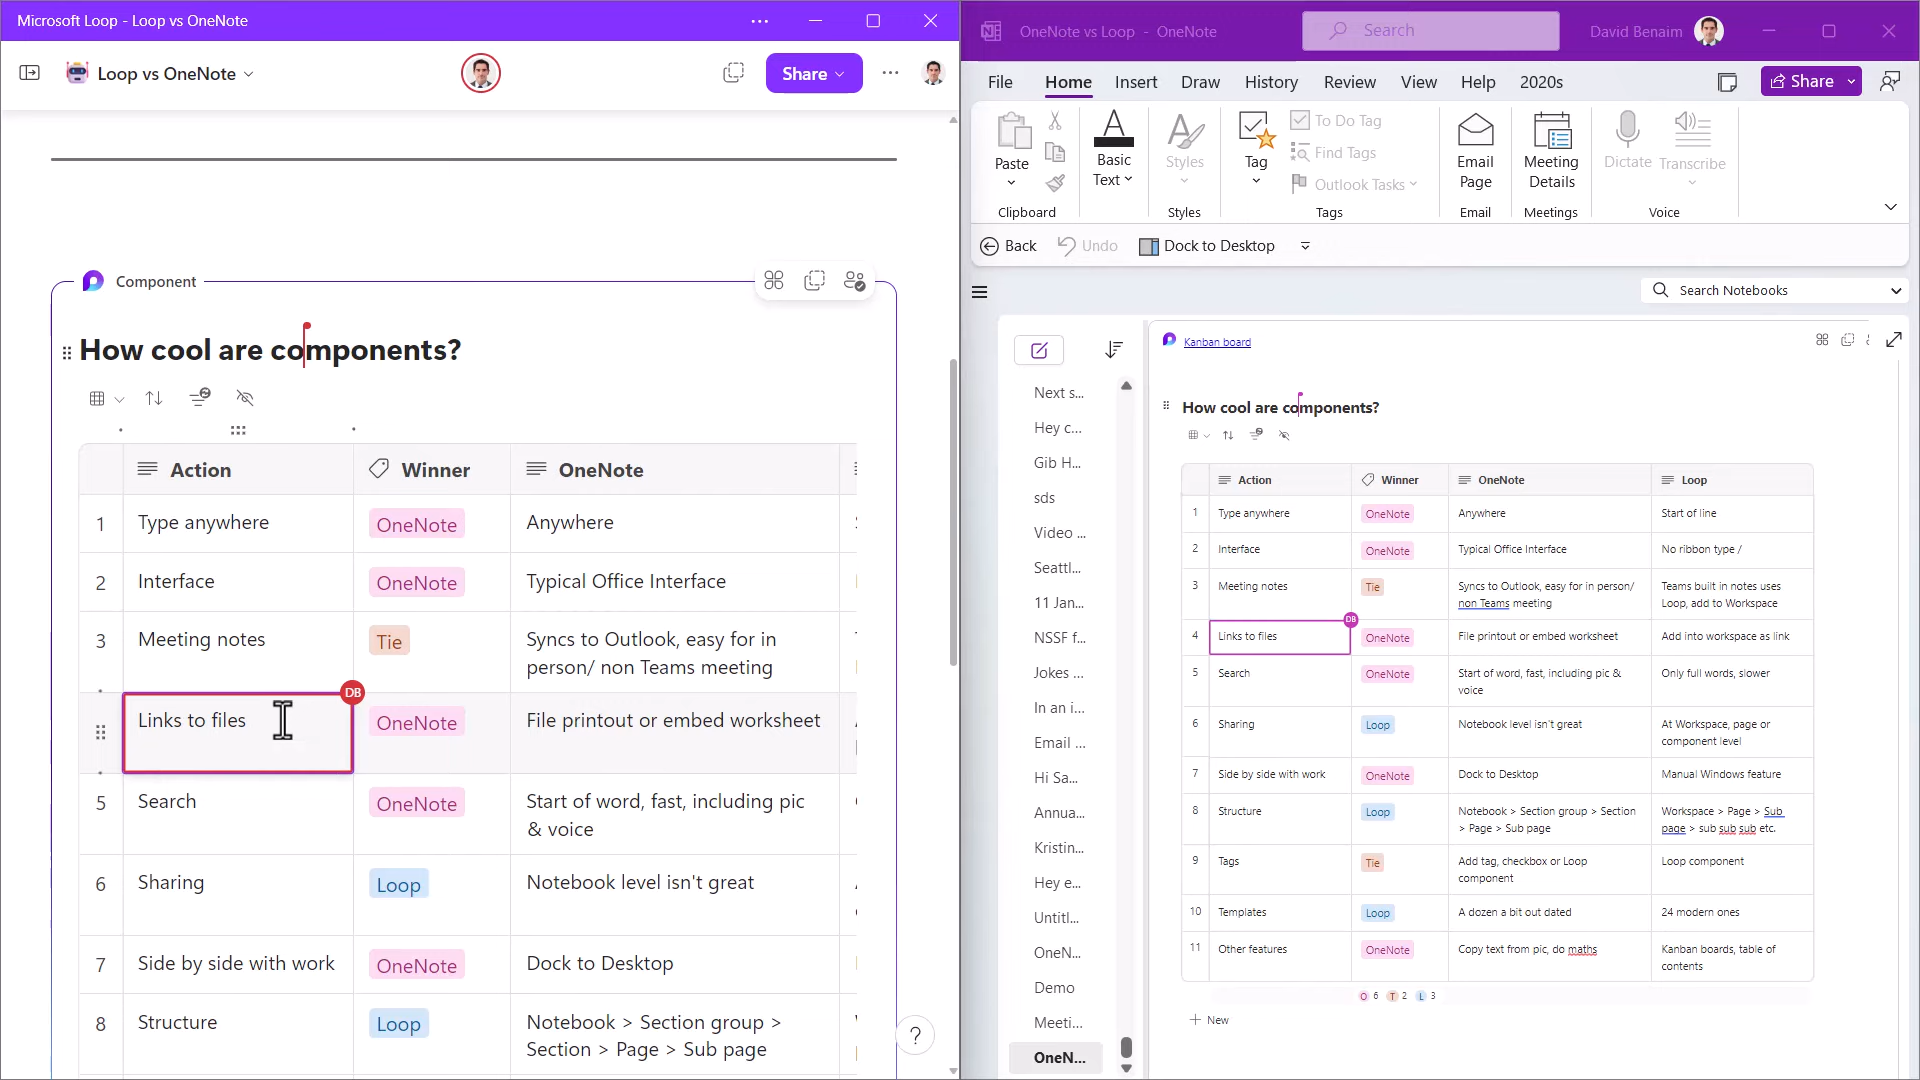 Microsoft Loop - Loop vs OneNote
Loop vs OneNote
Share
Component
How cool are components?
Action
Winner
OneNote
1
Type anywhere
OneNote
Anywhere
2
Interface
OneNote
Typical Office Interface
3
Meeting notes
Tie
Syncs to Outlook, easy for in
person/ non Teams meeting
DB
Links to files
OneNote
File printout or embed worksheet
5
Search
OneNote
Start of word, fast, including pic
& voice
6
Sharing
Loop
Notebook level isn't great
7
Side by side with work
OneNote
Dock to Desktop
8
Structure
Loop
Notebook > Section group >
Section > Page > Sub page
?
OneNote vs Loop - OneNote
Search
David Benaim
File
Home
Insert
Draw
History
Review
View
Help
2020s
Share
Paste
Clipboard
Basic
Text
Styles
Styles
Tag
To Do Tag
Find Tags
Outlook Tasks
Tags
Email
Page
Email
Meeting
Details
Meetings
Dictate
Transcribe
Voice
Back
Undo
Dock to Desktop
Search Notebooks
Next s...
Hey c...
Gib H...
sds
Video ...
Seattl...
11 Jan...
NSSF f...
Jokes ...
In an i...
Email ...
Hi Sa...
Annua...
Kristin...
Hey e...
Untitl...
OneN...
Demo
Meeti...
OneN...
Kanban board
How cool are components?
Action
Winner
OneNote
Loop
1
Type anywhere
OneNote
Anywhere
Start of line
2
Interface
OneNote
Typical Office Interface
No ribbon type /
3
Meeting notes
Tie
Syncs to Outlook, easy for in person/
non Teams meeting
Teams built in notes uses
Loop, add to Workspace
DB
4
Links to files
OneNote
File printout or embed worksheet
Add into workspace as link
5
Search
OneNote
Start of word, fast, including pic &
voice
Only full words, slower
6
Sharing
Loop
Notebook level isn't great
At Workspace, page or
component level
7
Side by side with work
OneNote
Dock to Desktop
Manual Windows feature
8
Structure
Loop
Notebook > Section group > Section
> Page > Sub page
Workspace > Page > Sub
page > sub sub sub etc.
9
Tags
Tie
Add tag, checkbox or Loop
component
Loop component
10
Templates
Loop
A dozen a bit out dated
24 modern ones
11
Other features
OneNote
Copy text from pic, do maths
Kanban boards, table of
contents
O 6 T 2 L 3
New